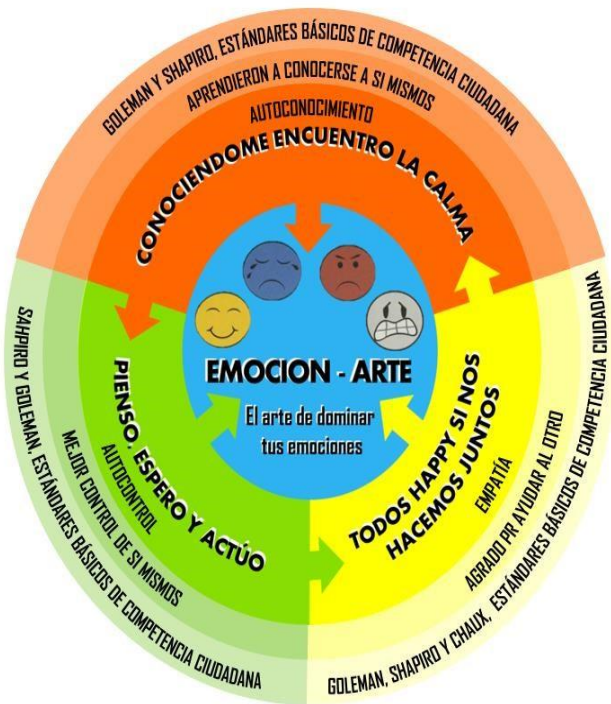 GOLEMAN Y SHAPIRO, ESTÁNDARES BÁSICOS DE COMPETENCIA CIUDADANA
APRENDIERON A CONOCERSE A SI MISMOS
AUTOCONOCIMIENTO
CONOCIENDOME ENCUENTRO LA CALMA
EMOCION - ARTE
El arte de dominar
tus emociones
PIENSO, ESPERO Y ACTÚO
AUTOCONTROL
MEJOR CONTROL DE SI MISMOS
SAHPIRO Y GOLEMAN, ESTÁNDARES BÁSICOS DE COMPETENCIA CIUDADANA
TODOS HAPPY SI NOS
HACEMOS JUNTOS
EMPATÍA
AGRADO PR AYUDAR AL OTRO
GOLEMAN, SHAPIRO Y CHAUX, ESTÁNDARES BÁSICOS DE COMPETENCIA CIUDADANA